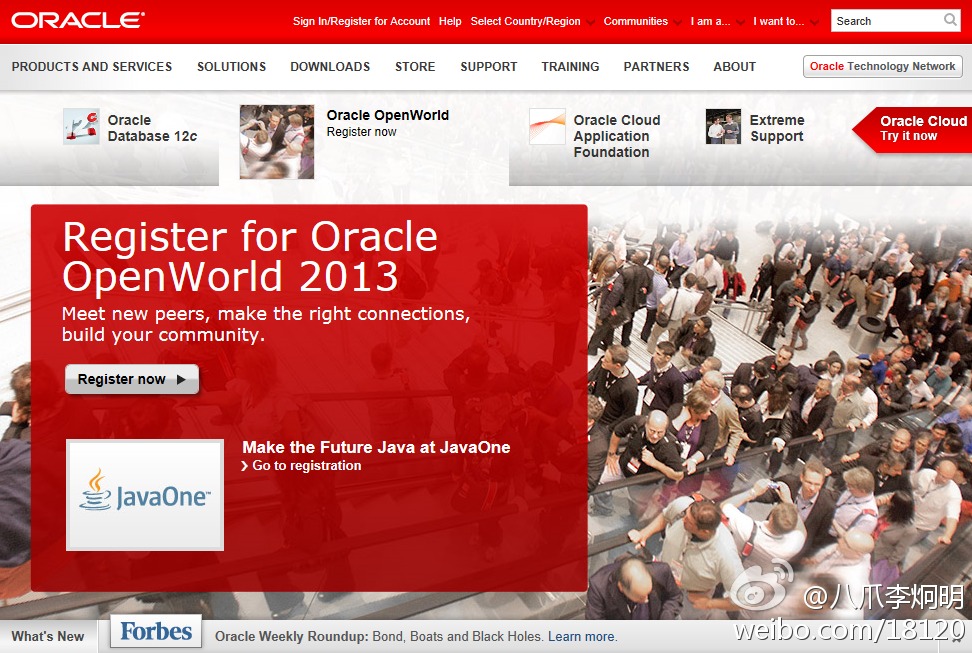 ORACLE®
Sign In/Register for Account Help Select Country/Region Communities I am a... I want to... Search
PRODUCTS AND SERVICES SOLUTIONS DOWNLOADS STORE SUPPORT TRAINING PARTNERS ABOUT Oracle Technology Network
Oracle
Database 12c
Oracle OpenWorld
Register now
Oracle Cloud
Application
Foundation
Extreme
Support
Oracle Cloud
Try it now
Register for Oracle
OpenWorld 2013
Meet new peers, make the right connections,
build your community.
Register now
JavaOne™
Make the Future Java at JavaOne
Go to registration
@八爪李炯明
weibo.com/18120
What's New
Forbes
Oracle Weekly Roundup: Bond, Boats and Black Holes. Learn more.